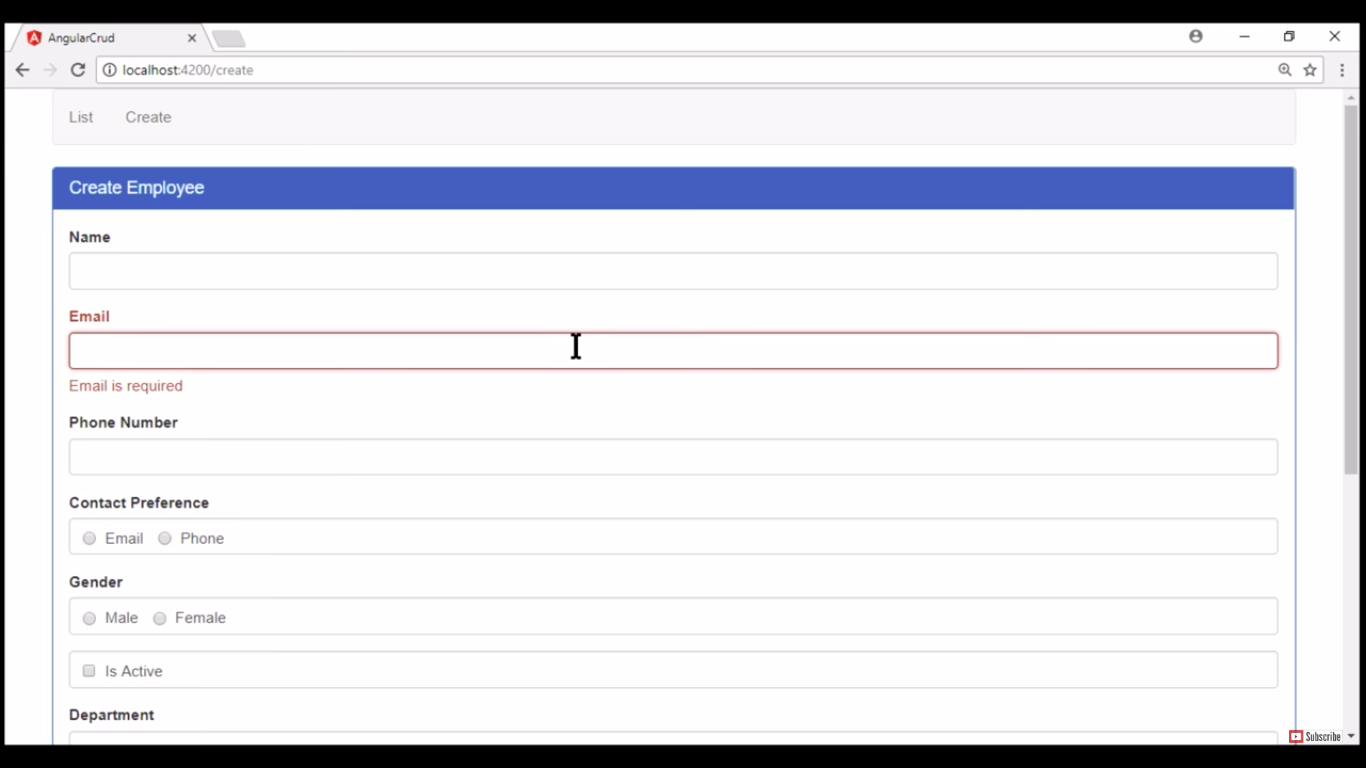 AngularCrud
localhost:4200/create
List Create
Create Employee
Name
Email
Email is required
Phone Number
Contact Preference
Email Phone
Gender
Male Female
Is Active
Department
Subscribe